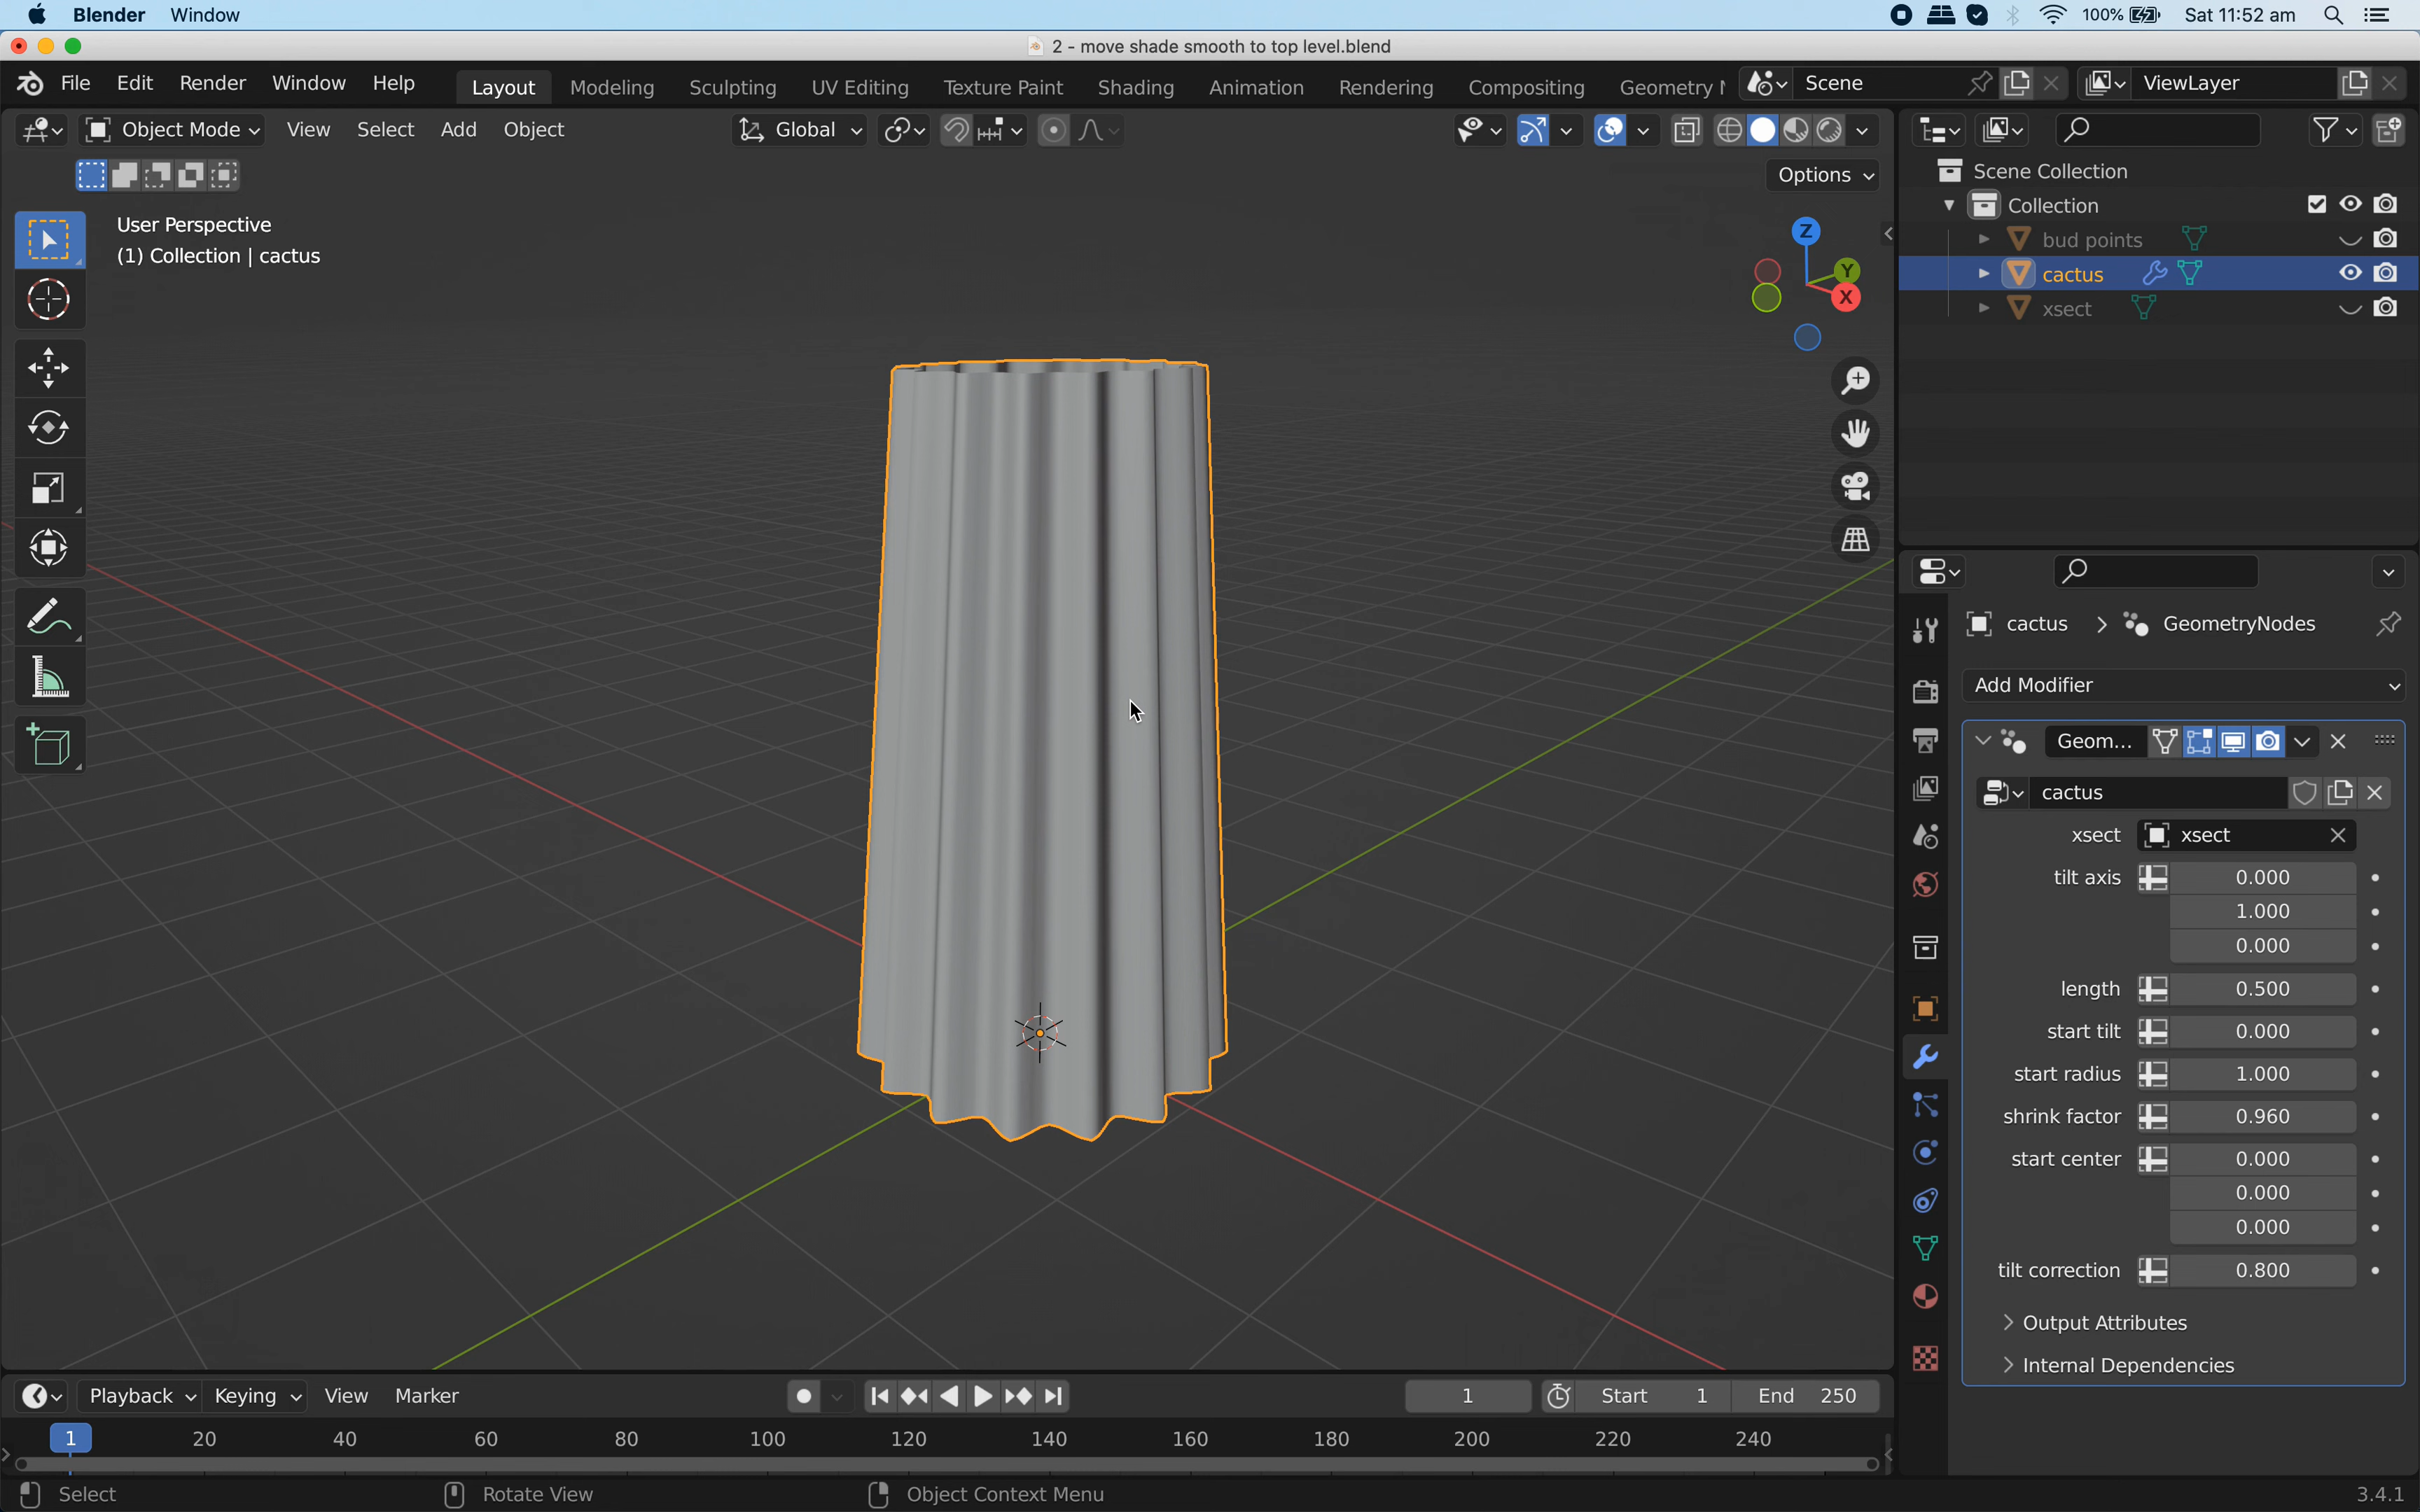 Blender Window 100% Sat 11:52 am
2 - move shade smooth to top level.blend
File Edit Render Window Help Layout Modeling Sculpting UV Editing Texture Paint Shading Animation Rendering Compositing Geometry N Scene ViewLayer
Object Mode View Select Add Object Global
Options
User Perspective
(1) Collection | cactus
Z
Y
X
Scene Collection
Collection
bud points
cactus
xsect
cactus GeometryNodes
Add Modifier
Geom...
cactus
xsect xsect
tilt axis 0.000
1.000
0.000
length 0.500
start tilt 0.000
start radius 1.000
shrink factor 0.960
start center 0.000
0.000
0.000
tilt correction 0.800
Output Attributes
Internal Dependencies
Playback Keying View Marker 1 Start 1 End 250
1 20 40 60 80 100 120 140 160 180 200 220 240
Select Rotate View Object Context Menu 3.4.1